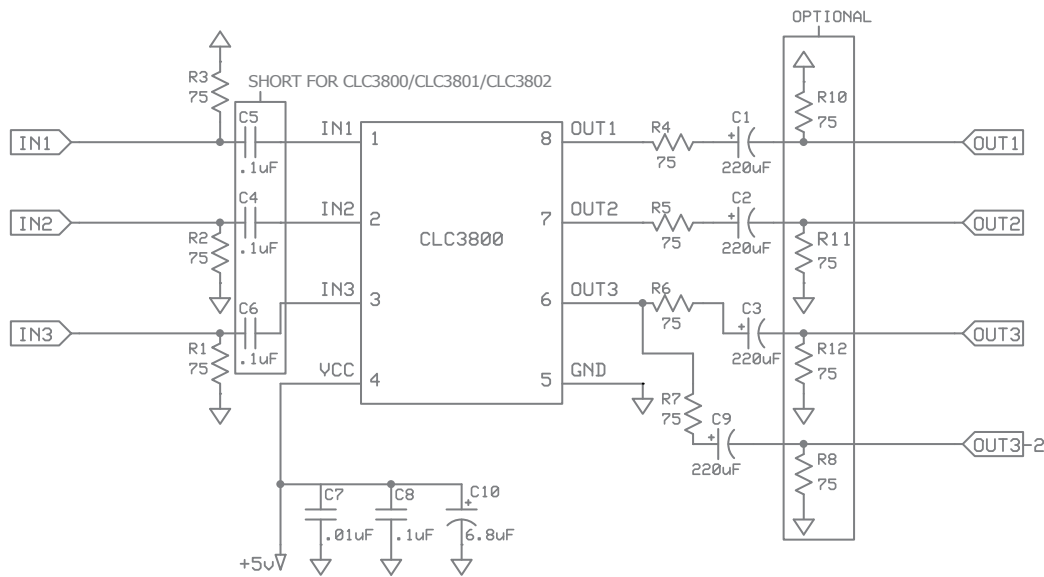 OPTIONAL
SHORT FOR CLC3800/CLC3801/CLC3802
R3
75
C5
.1uF
IN1
IN1
1
8
OUT1
R4
75
C1
+
220uF
R10
75
OUT1
IN2
R2
75
C4
.1uF
IN2
2
CLC3800
7
OUT2
R5
75
C2
+
220uF
R11
75
OUT2
IN3
R1
75
C6
.1uF
IN3
3
6
OUT3
R6
75
C3
+
220uF
R12
75
OUT3
VCC
4
5
GND
R7
75
C9
+
220uF
R8
75
OUT3-2
C7
.01uF
C8
.1uF
C10
+
6.8uF
+5v